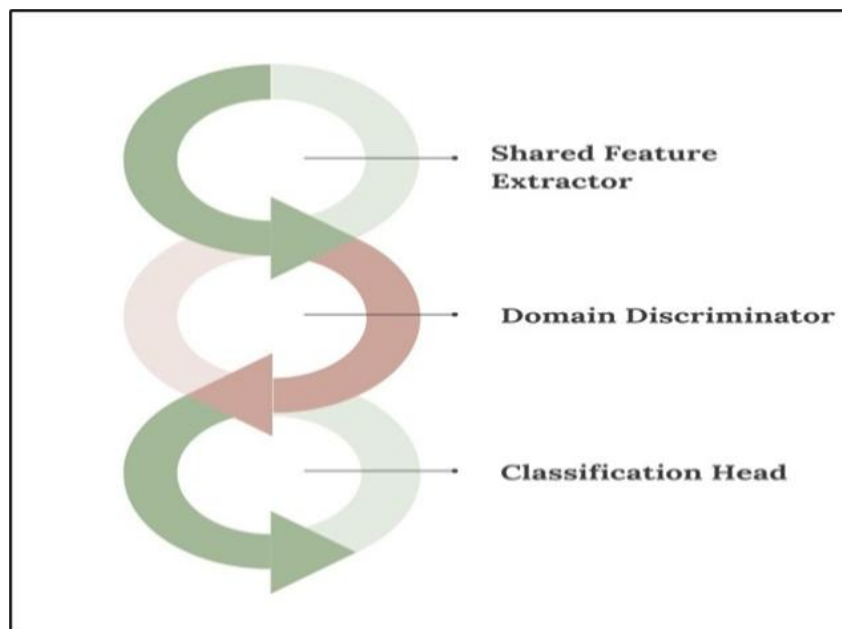 Shared Feature
Extractor
Domain Discriminator
Classification Head